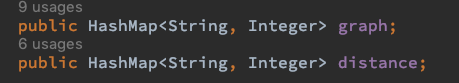 9 usages
public HashMap<String, Integer> graph;
6 usages
public HashMap<String, Integer> distance;